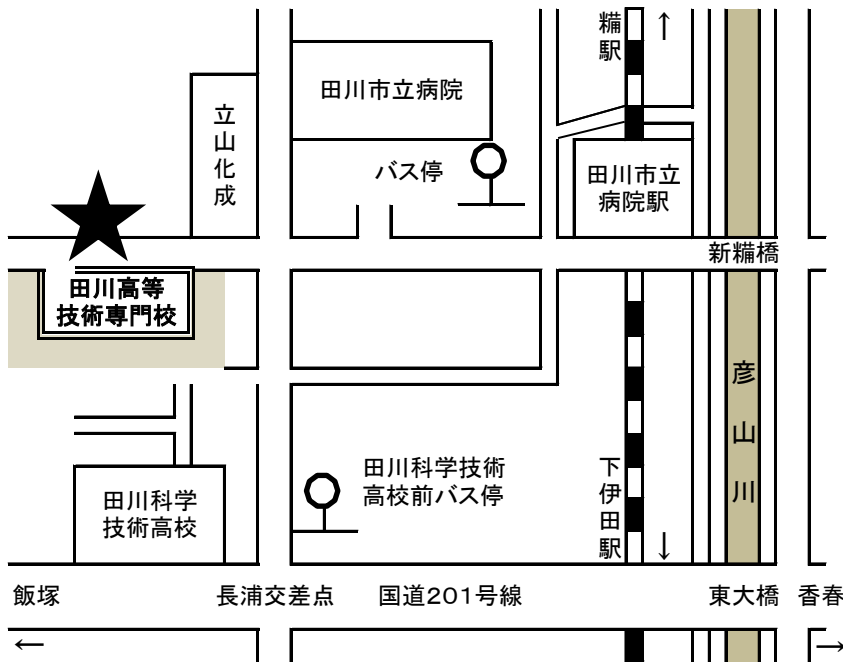 糒駅
↑
田川市立病院
立山化成
バス停
田川市立
病院駅
新糒橋
田川高等
技術専門校
彦山川
田川科学技術
高校前バス停
下伊田駅
↓
田川科学
技術高校
飯塚
長浦交差点
国道201号線
東大橋
香春
←
→